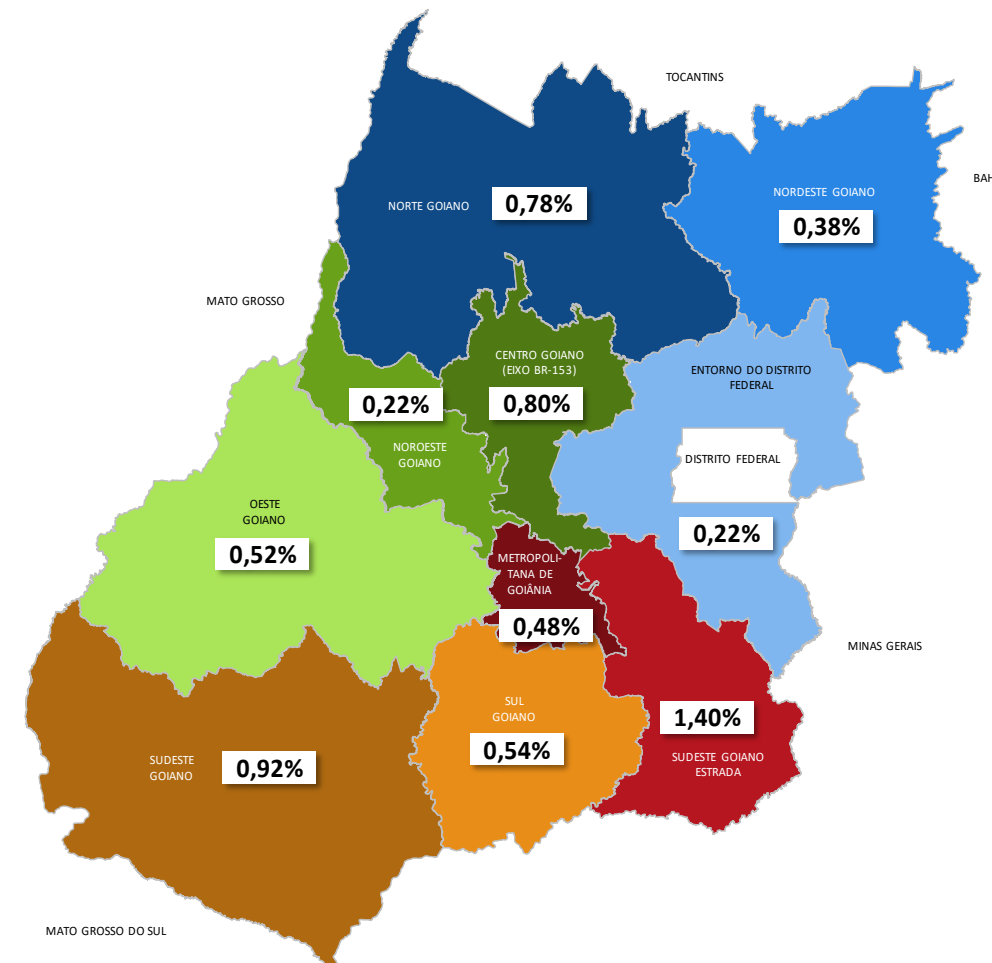 TOCANTINS
BAH
NORTE GOIANO
0,78%
NORDESTE GOIANO
0,38%
MATO GROSSO
CENTRO GOIANO
(EIXO BR-153)
0,80%
ENTORNO DO DISTRITO
FEDERAL
0,22%
NOROESTE
GOIANO
DISTRITO FEDERAL
OESTE
GOIANO
0,52%
0,22%
METROPOLI-
TANA DE
GOIÂNIA
0,48%
MINAS GERAIS
SUL
GOIANO
0,54%
1,40%
SUDESTE GOIANO
ESTRADA
SUDESTE
GOIANO
0,92%
MATO GROSSO DO SUL